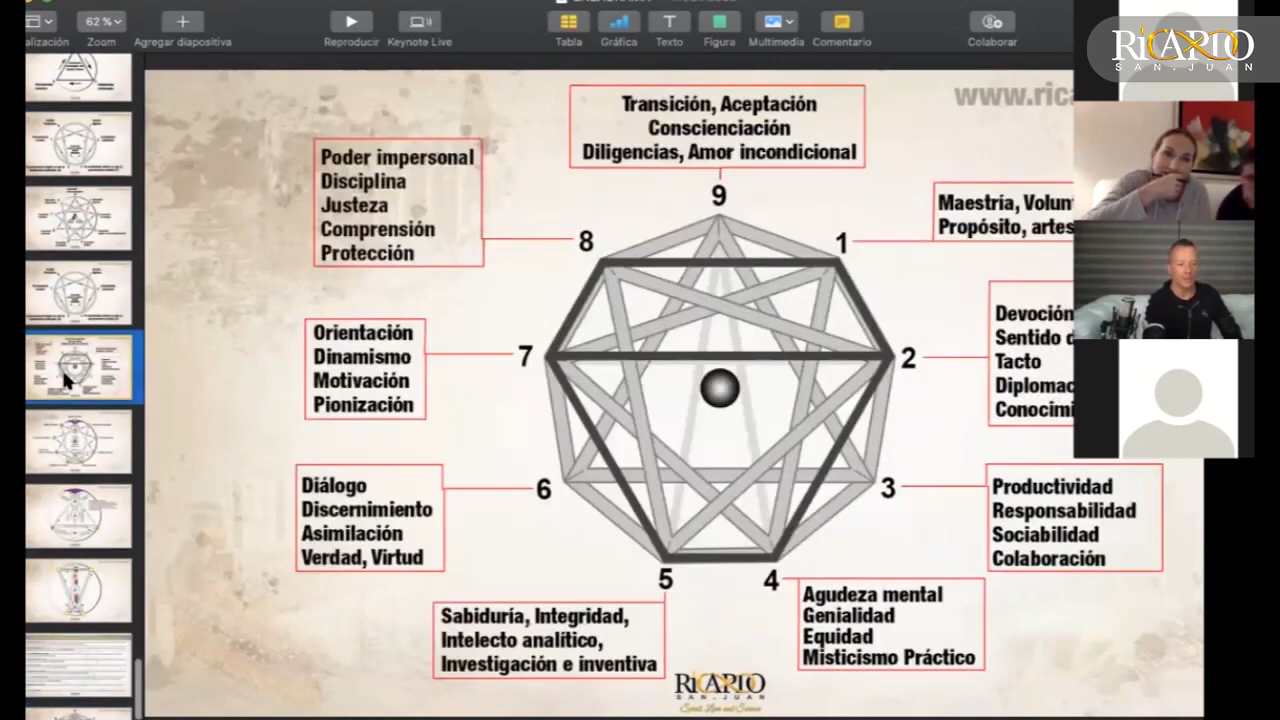 alización
62 %
Zoom
Agregar diapositiva
Reproducir
Keynote Live
Tabla
Gráfica
Texto
Figura
Multimedia
Comentario
Colaborar
RiCARDO
SAN.JUAN
www.rica
Transición, Aceptación
Conscienciación
Diligencias, Amor incondicional
9
Poder impersonal
Disciplina
Justeza
Comprensión
Protección
8
1
Maestría, Volun
Propósito, artes
Orientación
Dinamismo
Motivación
Pionización
7
2
Devoción
Sentido d
Tacto
Diplomac
Conocimi
Diálogo
Discernimiento
Asimilación
Verdad, Virtud
6
3
Productividad
Responsabilidad
Sociabilidad
Colaboración
5
4
Sabiduría, Integridad,
Intelecto analítico,
Investigación e inventiva
Agudeza mental
Genialidad
Equidad
Misticismo Práctico
RiCARDO
SAN.JUAN